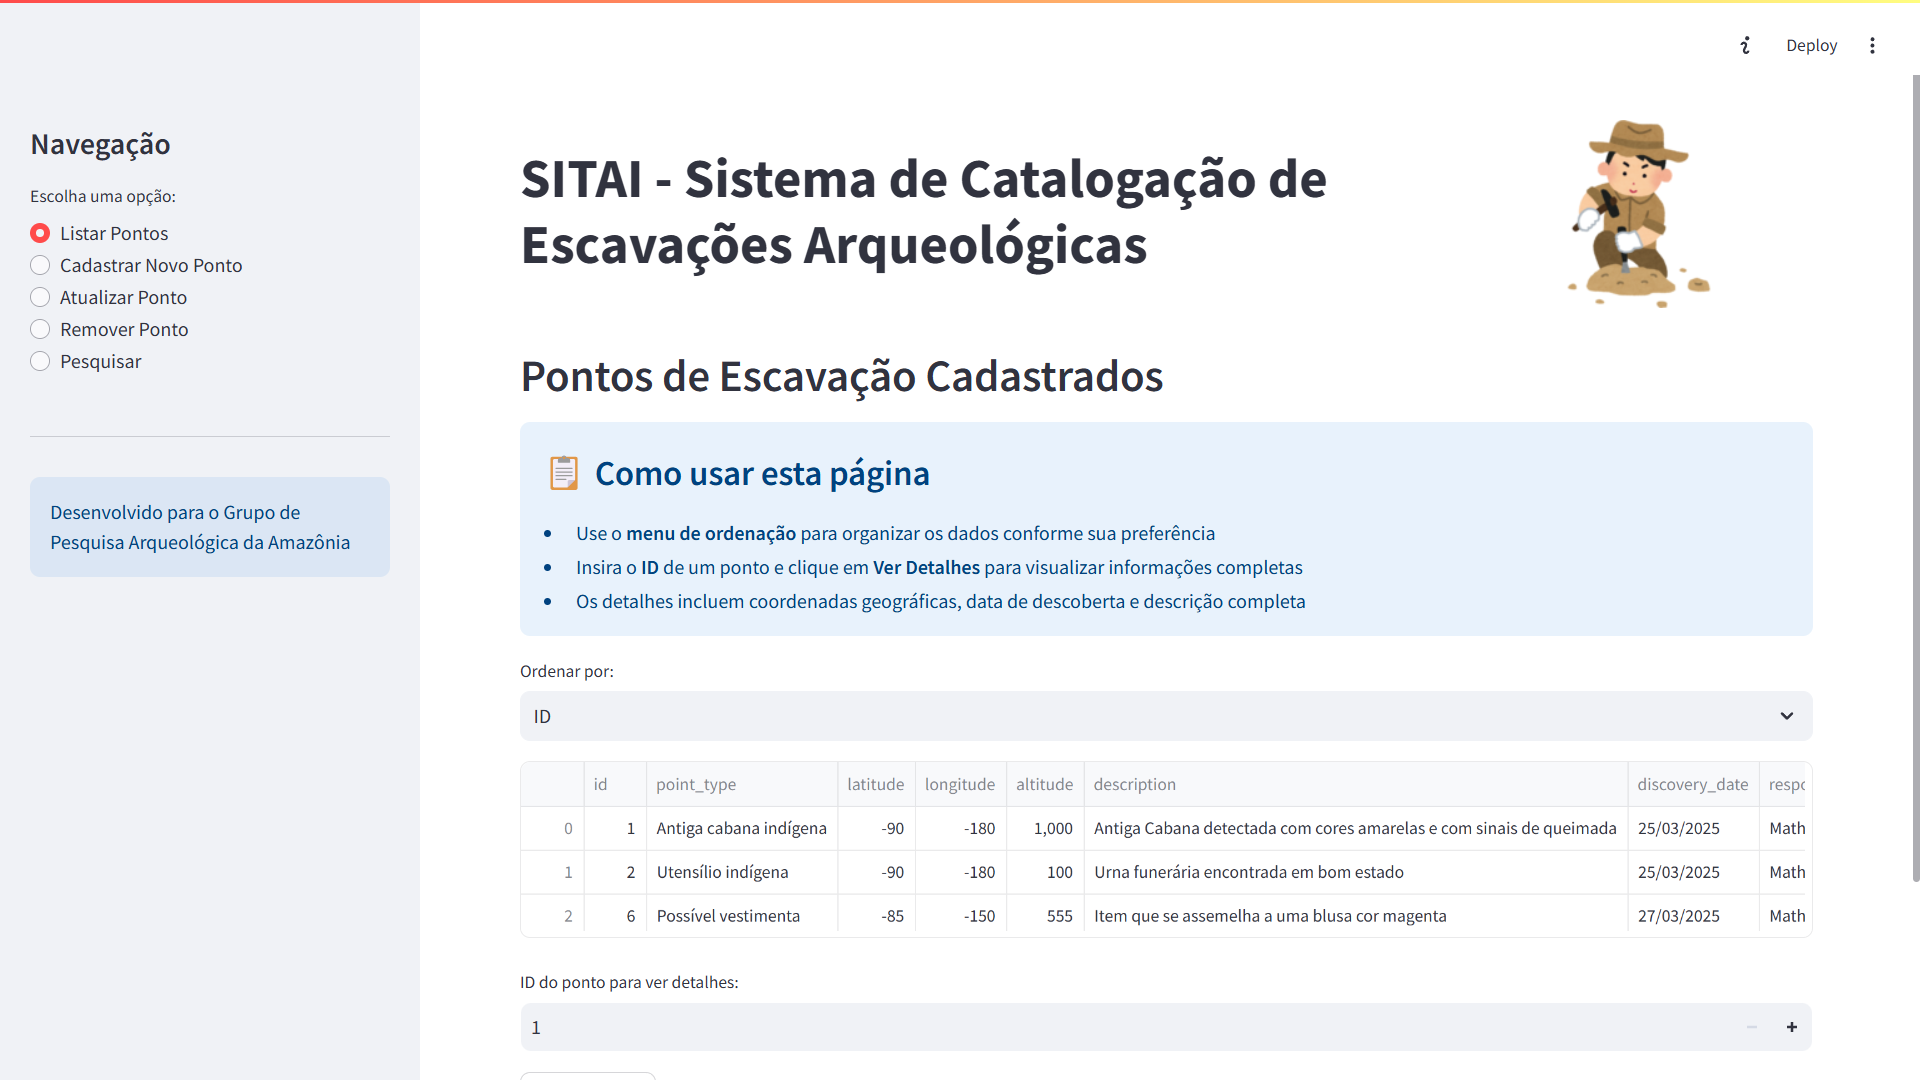 Deploy
Navegação
Escolha uma opção:
Listar Pontos
Cadastrar Novo Ponto
Atualizar Ponto
Remover Ponto
Pesquisar
Desenvolvido para o Grupo de
Pesquisa Arqueológica da Amazônia
SITAI - Sistema de Catalogação de
Escavações Arqueológicas
Pontos de Escavação Cadastrados
Como usar esta página
Use o menu de ordenação para organizar os dados conforme sua preferência
Insira o ID de um ponto e clique em Ver Detalhes para visualizar informações completas
Os detalhes incluem coordenadas geográficas, data de descoberta e descrição completa
Ordenar por:
ID
id point_type latitude longitude altitude description discovery_date
0 1 Antiga cabana indígena -90 -180 1,000 Antiga Cabana detectada com cores amarelas e com sinais de queimada 25/03/2025 Math
1 2 Utensílio indígena -90 -180 100 Urna funerária encontrada em bom estado 25/03/2025 Math
2 6 Possível vestimenta -85 -150 555 Item que se assemelha a uma blusa cor magenta 27/03/2025 Math
ID do ponto para ver detalhes:
1